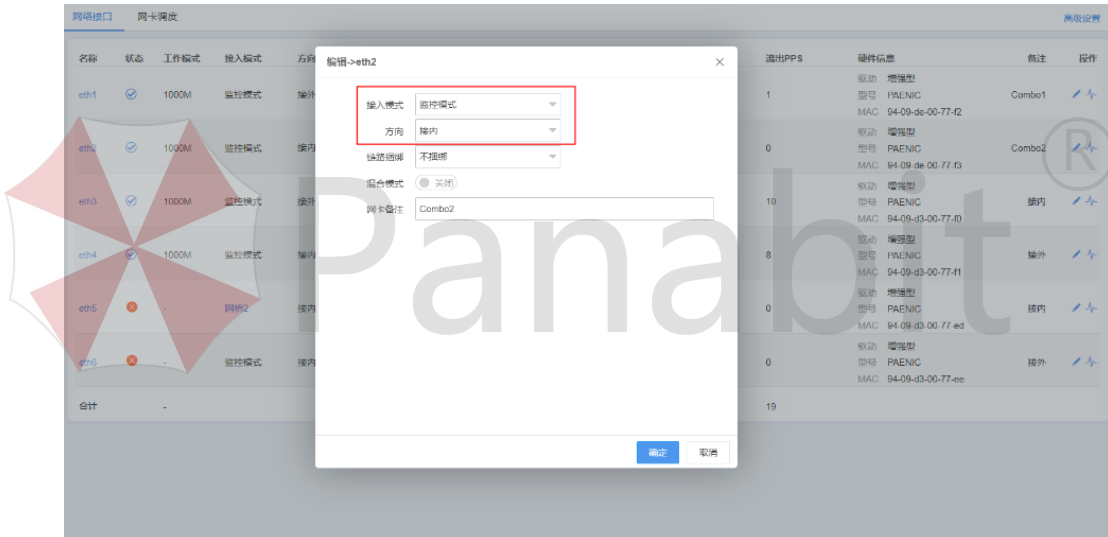 网络接口 网卡调度 高级设置
名称 状态 工作模式 接入模式 方向 流出PPS 硬件信息 备注 操作
编辑->eth2
接入模式 监控模式
方向 接内
链路捆绑 不捆绑
混合模式 关闭
网卡备注 Combo2
确定 取消
eth1 1000M 监控模式 接外 1 驱动 增强型 Combo1
型号 PAENIC
MAC 94-09-de-00-77-f2
eth2 1000M 监控模式 接内 0 驱动 增强型 Combo2
型号 PAENIC
MAC 94-09-de-00-77-f3
eth3 1000M 监控模式 接外 10 驱动 增强型 接内
型号 PAENIC
MAC 94-09-d3-00-77-f0
eth4 1000M 监控模式 接内 8 驱动 增强型 接外
型号 PAENIC
MAC 94-09-d3-00-77-f1
eth5 - 网桥2 接内 0 驱动 增强型 接内
型号 PAENIC
MAC 94-09-d3-00-77-ed
eth6 - 监控模式 接内 0 驱动 增强型 接外
型号 PAENIC
MAC 94-09-d3-00-77-ee
合计 - 19
Panabit®